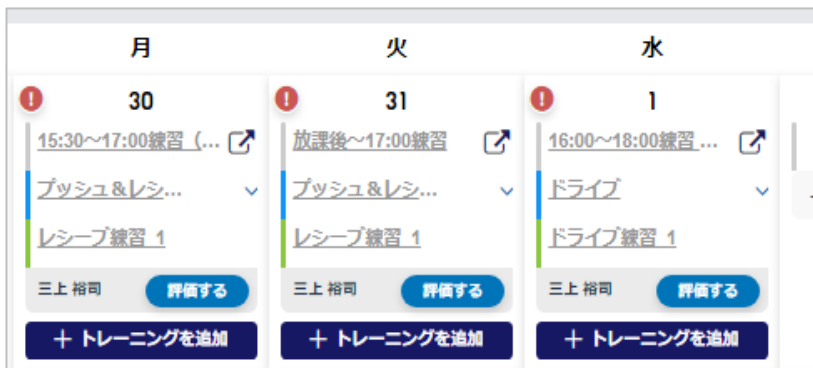 月 火 水
30
15:30～17:00練習（...
プッシュ&レシ...
レシーブ練習 1
三上 裕司 評価する
＋ トレーニングを追加
31
放課後～17:00練習
プッシュ&レシ...
レシーブ練習 1
三上 裕司 評価する
＋ トレーニングを追加
1
16:00～18:00練習 ...
ドライブ
ドライブ練習 1
三上 裕司 評価する
＋ トレーニングを追加